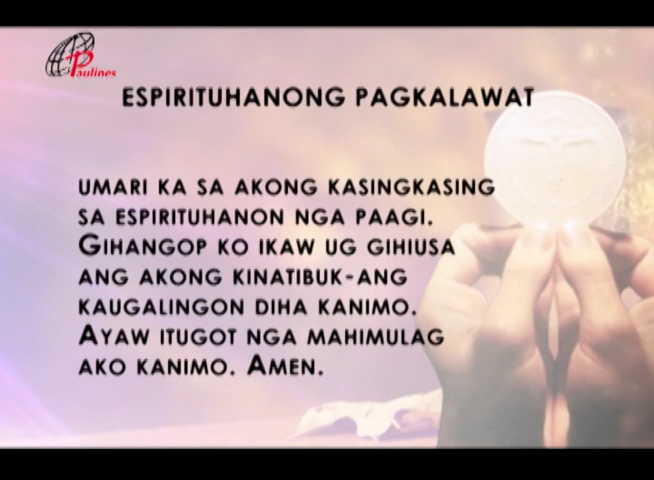 Paulines
ESPIRITUHANONG PAGKALAWAT
UMARI KA SA AKONG KASINGKASING
SA ESPIRITUHANON NGA PAAGI.
GIHANGOP KO IKAW UG GIHIUSA
ANG AKONG KINATIBUK-ANG
KAUGALINGON DIHA KANIMO.
AYAW ITUGOT NGA MAHIMULAG
AKO KANIMO. AMEN.